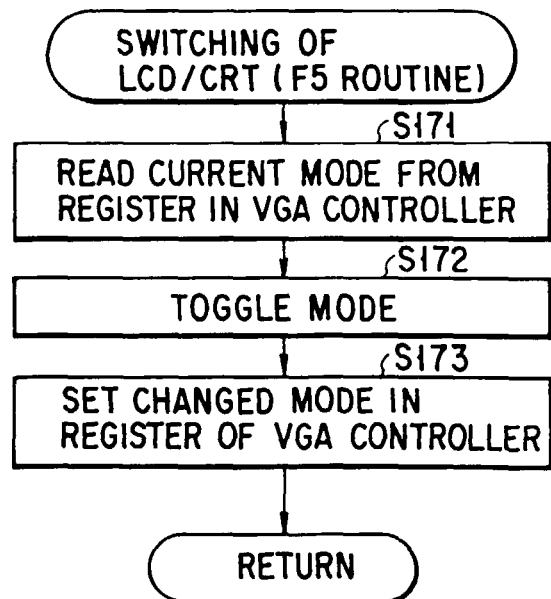 SWITCHING OF
LCD/CRT (F5 ROUTINE)
S171
READ CURRENT MODE FROM
REGISTER IN VGA CONTROLLER
S172
TOGGLE MODE
S173
SET CHANGED MODE IN
REGISTER OF VGA CONTROLLER
RETURN